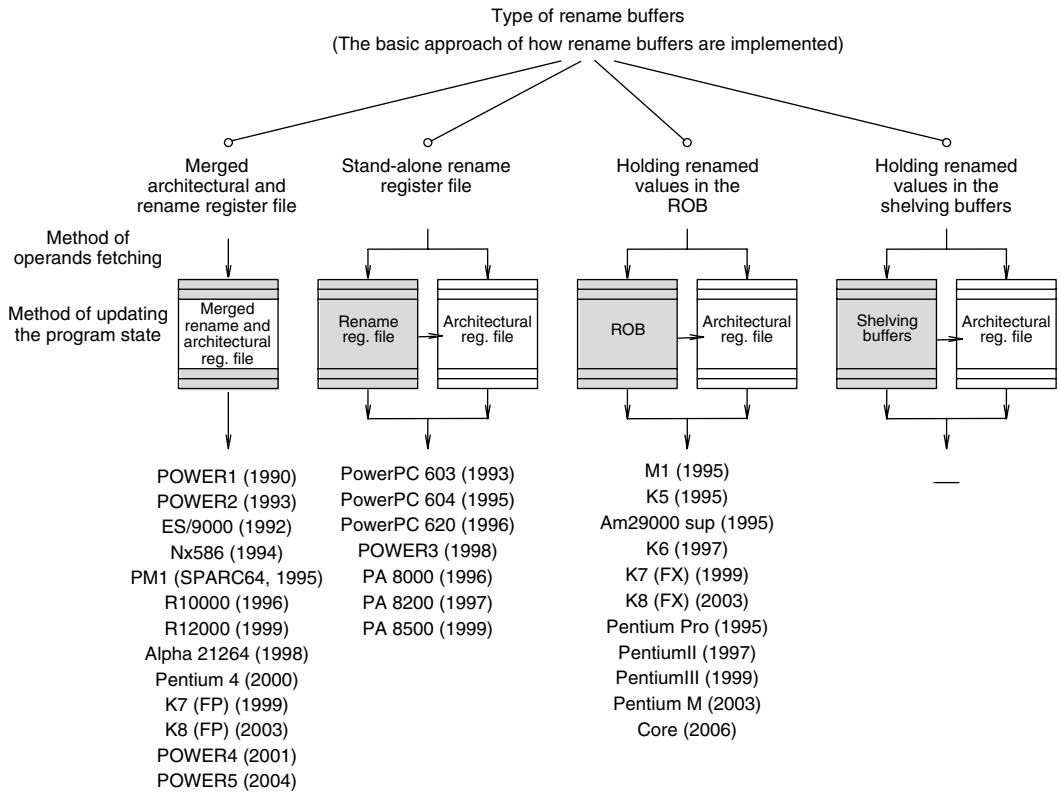 Type of rename buffers
(The basic approach of how rename buffers are implemented)
Merged
architectural and
rename register file
Stand-alone rename
register file
Holding renamed
values in the
ROB
Holding renamed
values in the
shelving buffers
Method of
operands fetching
Method of updating
the program state
Merged
rename and
architectural
reg. file
Rename
reg. file
Architectural
reg. file
ROB
Architectural
reg. file
Shelving
buffers
Architectural
reg. file
POWER1 (1990)
POWER2 (1993)
ES/9000 (1992)
Nx586 (1994)
PM1 (SPARC64, 1995)
R10000 (1996)
R12000 (1999)
Alpha 21264 (1998)
Pentium 4 (2000)
K7 (FP) (1999)
K8 (FP) (2003)
POWER4 (2001)
POWER5 (2004)
PowerPC 603 (1993)
PowerPC 604 (1995)
PowerPC 620 (1996)
POWER3 (1998)
PA 8000 (1996)
PA 8200 (1997)
PA 8500 (1999)
M1 (1995)
K5 (1995)
Am29000 sup (1995)
K6 (1997)
K7 (FX) (1999)
K8 (FX) (2003)
Pentium Pro (1995)
PentiumII (1997)
PentiumIII (1999)
Pentium M (2003)
Core (2006)
—